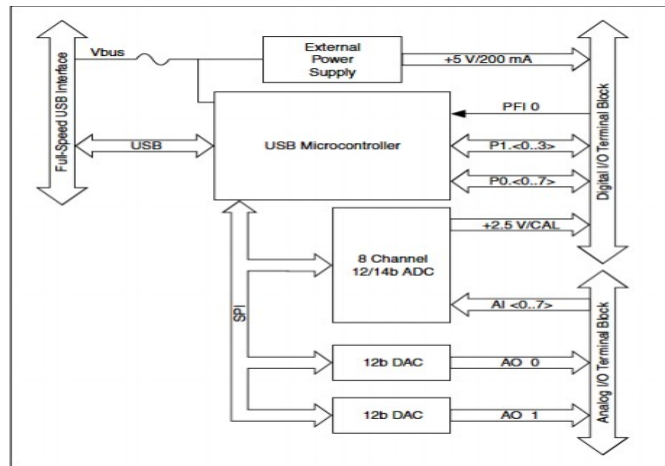 Full-Speed USB Interface
Vbus
External
Power
Supply
+5 V/200 mA
Digital I/O Terminal Block
PFI 0
USB
USB Microcontroller
P1.<0..3>
P0.<0..7>
+2.5 V/CAL
8 Channel
12/14b ADC
SPI
AI <0..7>
Analog I/O Terminal Block
12b DAC
AO 0
12b DAC
AO 1